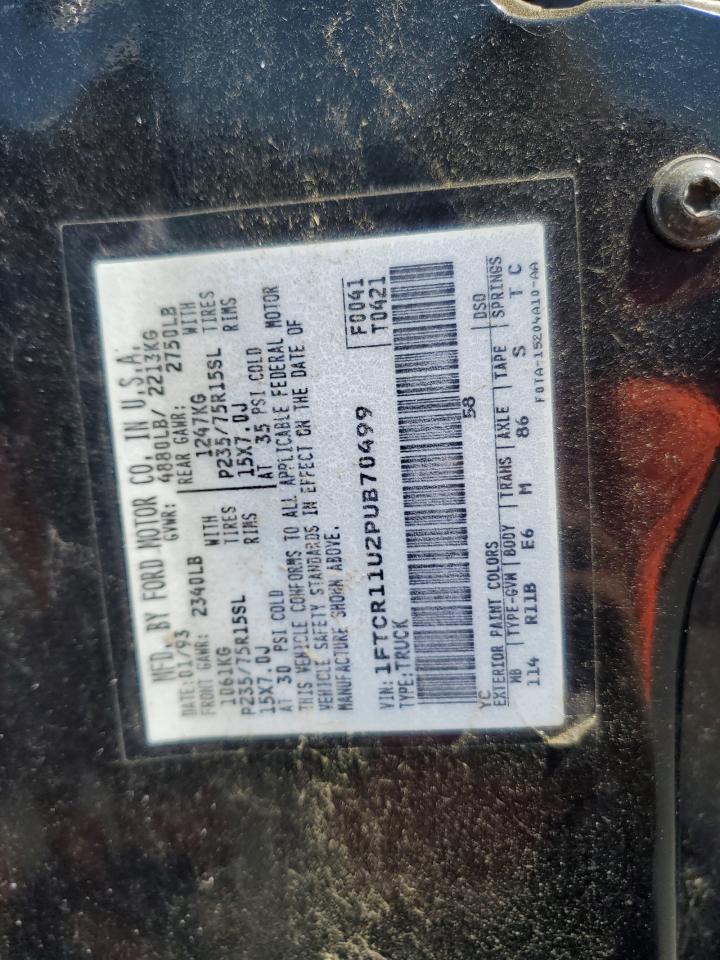 MFD. BY FORD MOTOR CO. IN U.S.A.
DATE: 01/93 GVWR: 4880LB/ 2213KG
FRONT GAWR: 2340LB REAR GAWR: 2750LB
1061KG WITH 1247KG WITH
P235/75R15SL TIRES P235/75R15SL TIRES
15X7.0J RIMS 15X7.0J RIMS
AT 30 PSI COLD AT 35 PSI COLD
THIS VEHICLE CONFORMS TO ALL APPLICABLE FEDERAL MOTOR
VEHICLE SAFETY STANDARDS IN EFFECT ON THE DATE OF
MANUFACTURE SHOWN ABOVE.
F0041
T0421
VIN: 1FTCR11U2PUB70499
TYPE: TRUCK
58
YC
EXTERIOR PAINT COLORS DSO
WB TYPE-GVW BODY TRANS AXLE TAPE SPRINGS
114 R11B E6 M 86 S T C
F0TA-15204A10-AA